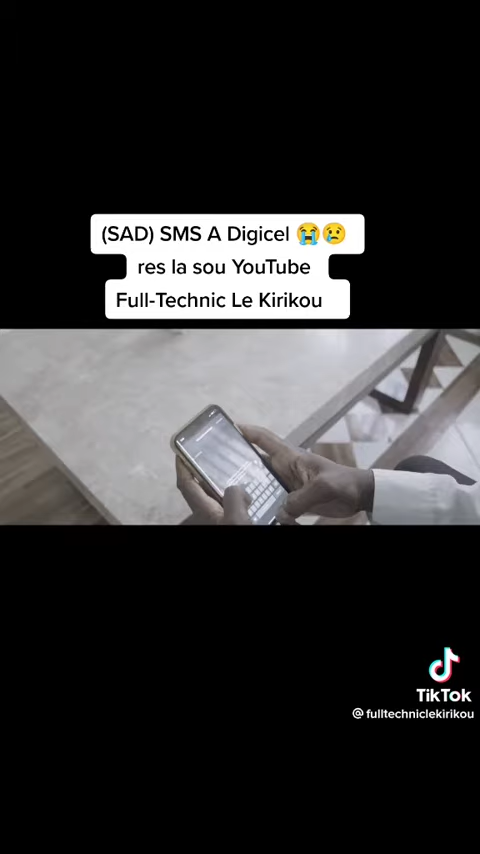 (SAD) SMS A Digicel 😭😢
res la sou YouTube
Full-Technic Le Kirikou
TikTok
@fulltechniclekirikou